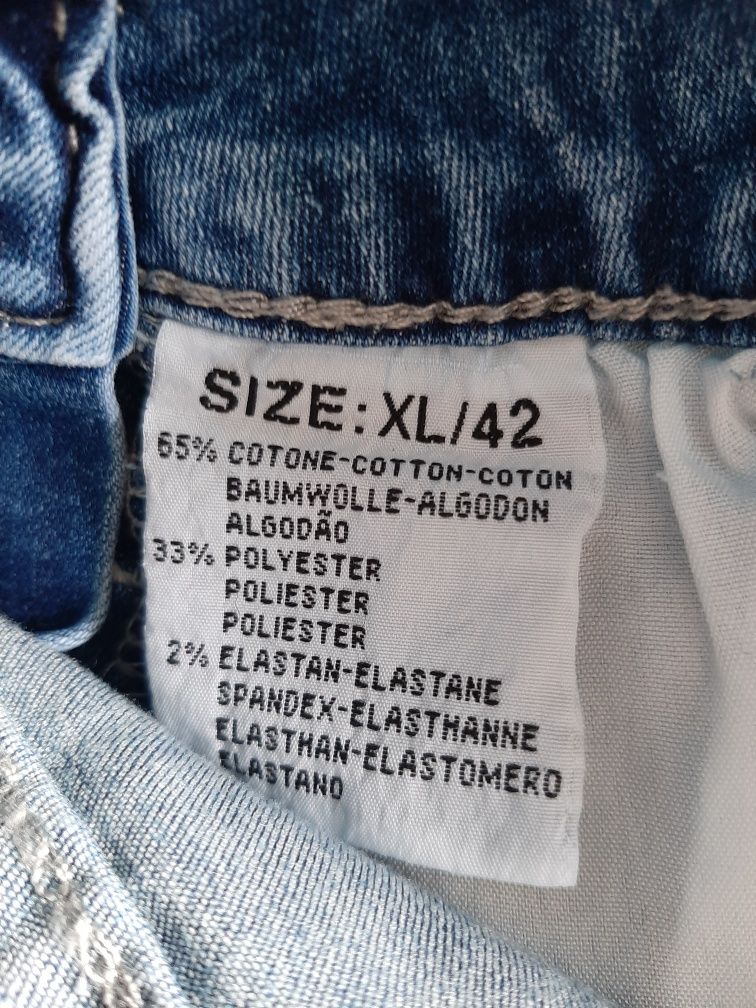 SIZE: XL/42
65% COTONE-COTTON-COTON
BAUMWOLLE-ALGODON
ALGODÃO
33% POLYESTER
POLIESTER
POLIESTER
2% ELASTAN-ELASTANE
SPANDEX-ELASTHANNE
ELASTHAN-ELASTOMERO
ELASTANO